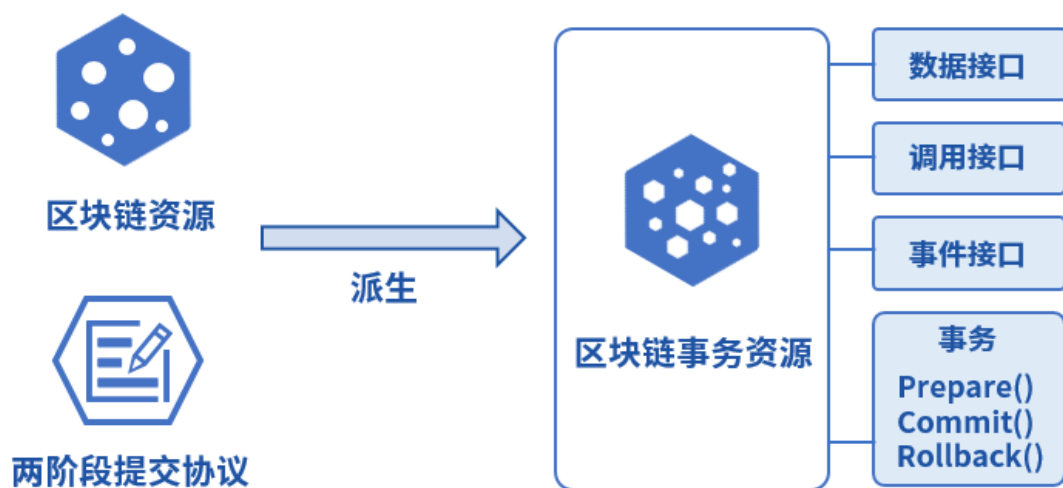 区块链资源
两阶段提交协议
派生
区块链事务资源
数据接口
调用接口
事件接口
事务
Prepare()
Commit()
Rollback()